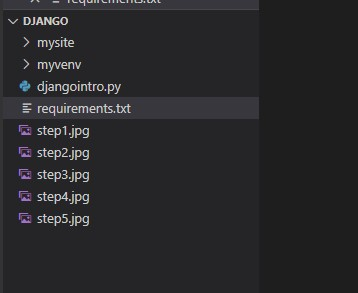 requirements.txt
DJANGO
mysite
myvenv
djangointro.py
requirements.txt
step1.jpg
step2.jpg
step3.jpg
step4.jpg
step5.jpg